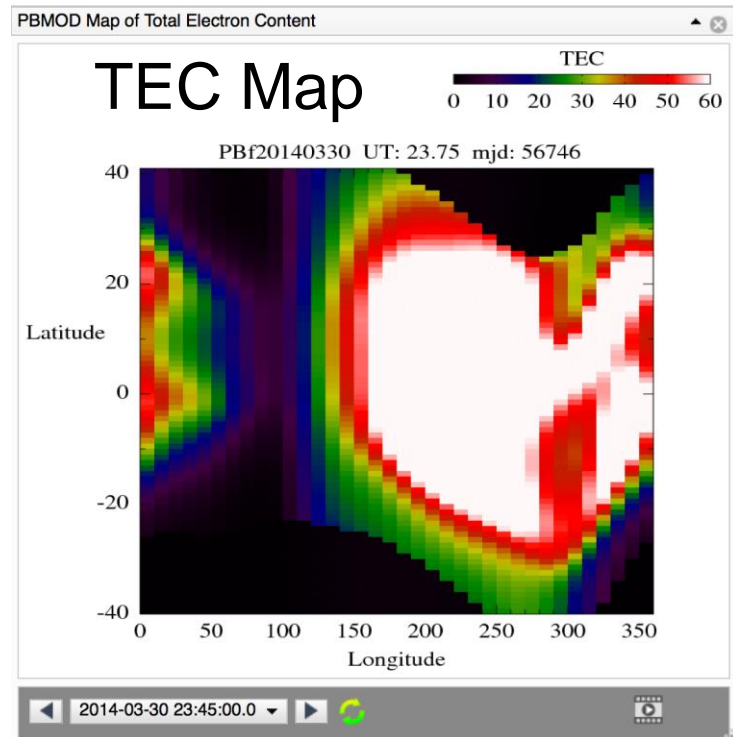 PBMOD Map of Total Electron Content
TEC Map
TEC
0 10 20 30 40 50 60
PBf20140330 UT: 23.75 mjd: 56746
40
20
Latitude
0
-20
-40
0 50 100 150 200 250 300 350
Longitude
2014-03-30 23:45:00.0